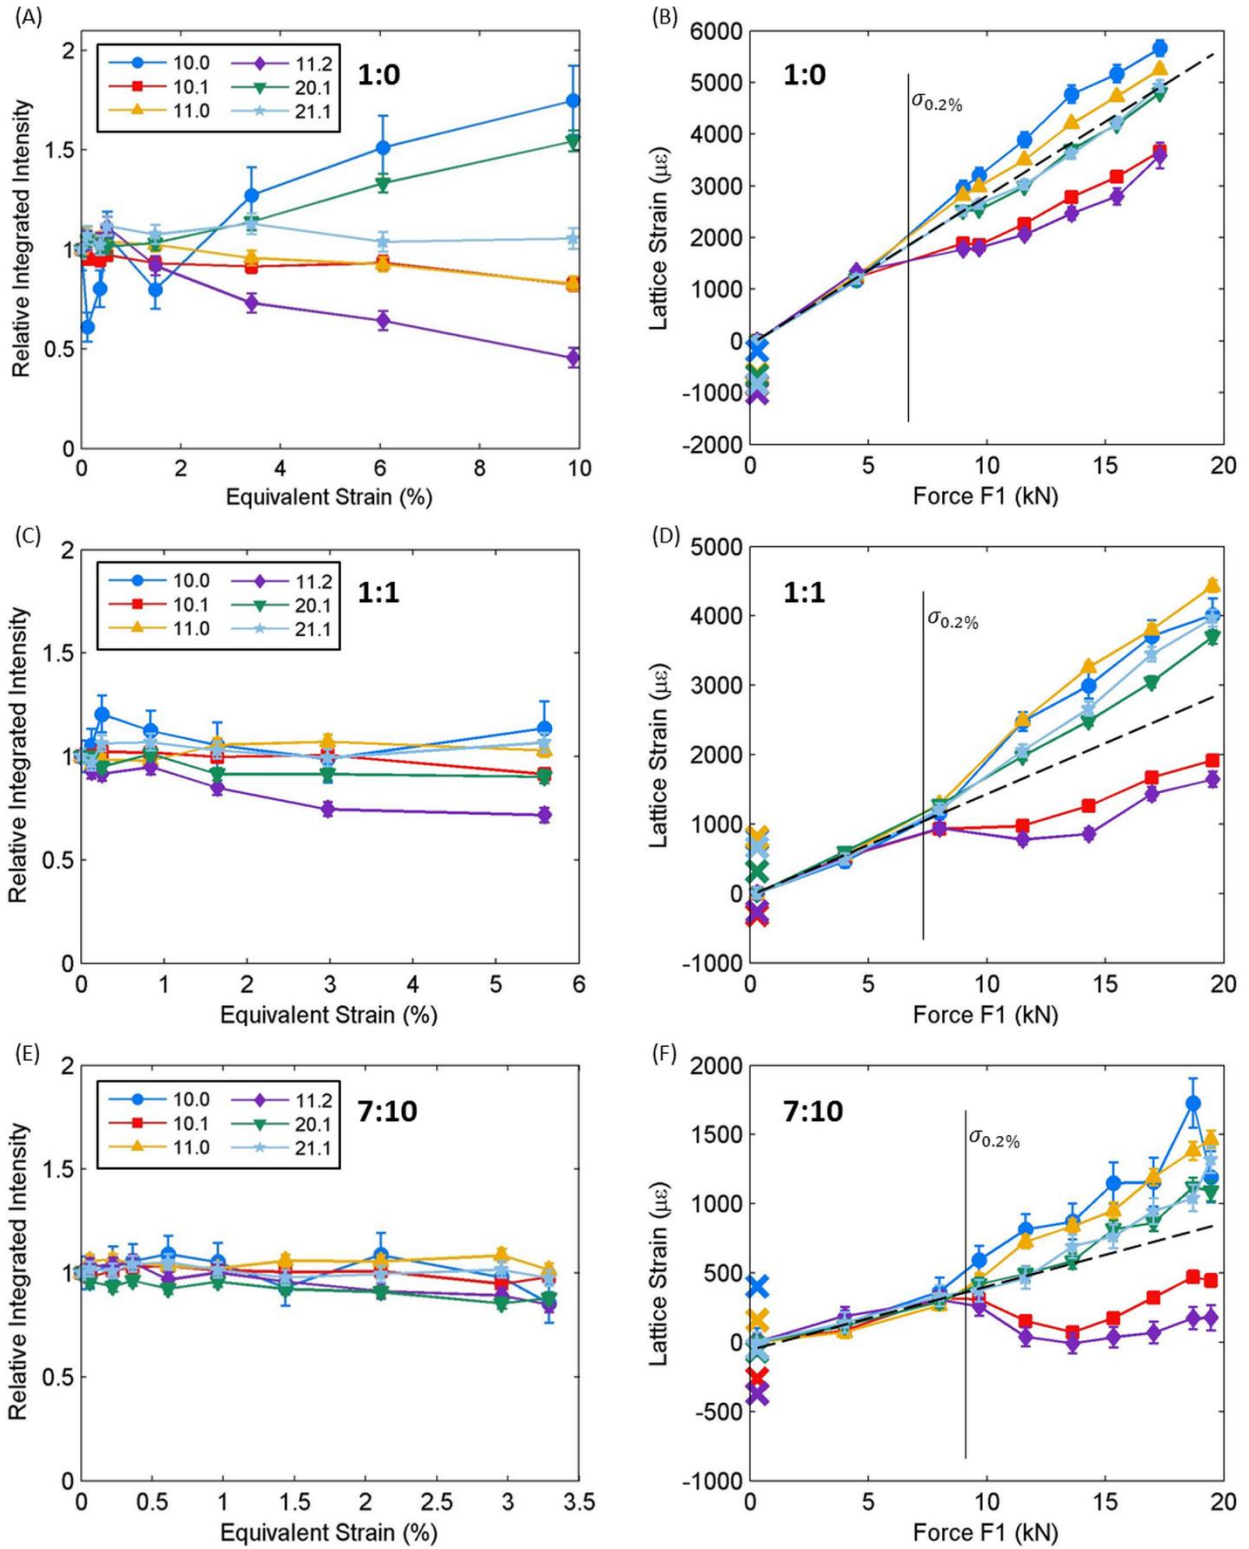 (A)
2
1.5
1
0.5
0
Relative Integrated Intensity
10.0 11.2
10.1 20.1
11.0 21.1
1:0
0 2 4 6 8 10
Equivalent Strain (%)
(B)
6000
5000
4000
3000
2000
1000
0
-1000
-2000
Lattice Strain (με)
1:0
σ0.2%
0 5 10 15 20
Force F1 (kN)
(C)
2
1.5
1
0.5
0
Relative Integrated Intensity
10.0 11.2
10.1 20.1
11.0 21.1
1:1
0 1 2 3 4 5 6
Equivalent Strain (%)
(D)
5000
4000
3000
2000
1000
0
-1000
Lattice Strain (με)
1:1
σ0.2%
0 5 10 15 20
Force F1 (kN)
(E)
2
1.5
1
0.5
0
Relative Integrated Intensity
10.0 11.2
10.1 20.1
11.0 21.1
7:10
0 0.5 1 1.5 2 2.5 3 3.5
Equivalent Strain (%)
(F)
2000
1500
1000
500
0
-500
-1000
Lattice Strain (με)
7:10
σ0.2%
0 5 10 15 20
Force F1 (kN)